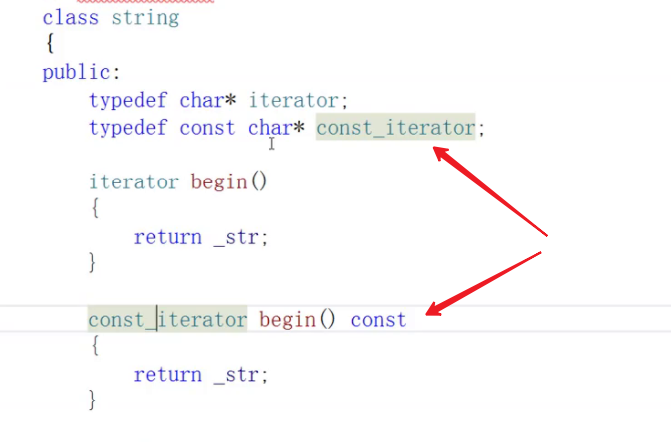 class string
{
public:
    typedef char* iterator;
    typedef const char* const_iterator;
    iterator begin()
    {
        return _str;
    }
    const_iterator begin() const
    {
        return _str;
    }